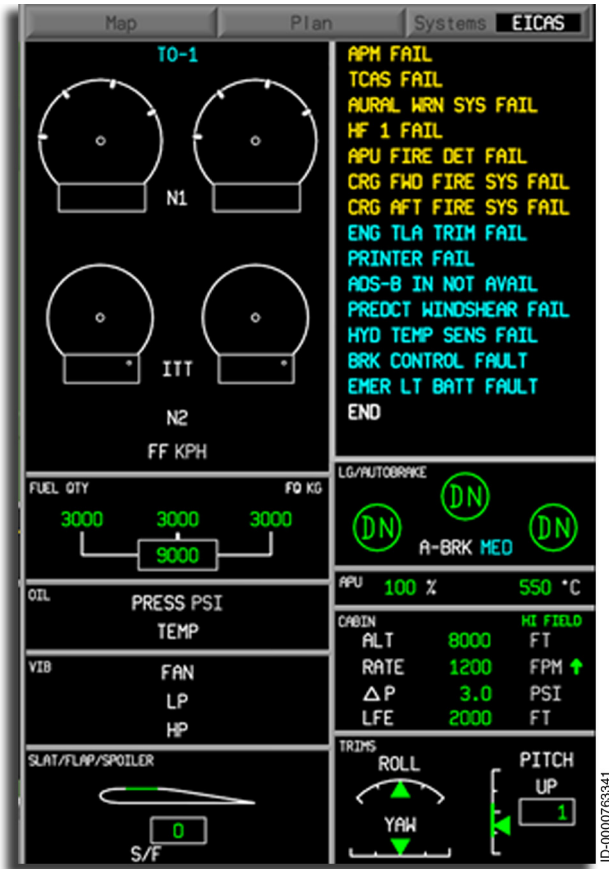 Map Plan Systems EICAS
TO-1
N1
ITT
N2
FF KPH
FUEL QTY FQ KG
3000 3000 3000
9000
OIL
PRESS PSI
TEMP
VIB
FAN
LP
HP
SLAT/FLAP/SPOILER
0
S/F
APM FAIL
TCAS FAIL
AURAL WRN SYS FAIL
HF 1 FAIL
APU FIRE DET FAIL
CRG FWD FIRE SYS FAIL
CRG AFT FIRE SYS FAIL
ENG TLA TRIM FAIL
PRINTER FAIL
ADS-B IN NOT AVAIL
PREDCT WINDSHEAR FAIL
HYD TEMP SENS FAIL
BRK CONTROL FAULT
EMER LT BATT FAULT
END
LG/AUTOBRAKE
DN
DN DN
A-BRK MED
APU 100 % 550 °C
CABIN HI FIELD
ALT 8000 FT
RATE 1200 FPM
ΔP 3.0 PSI
LFE 2000 FT
TRIMS
ROLL PITCH
UP
1
YAW
ID-0000763341